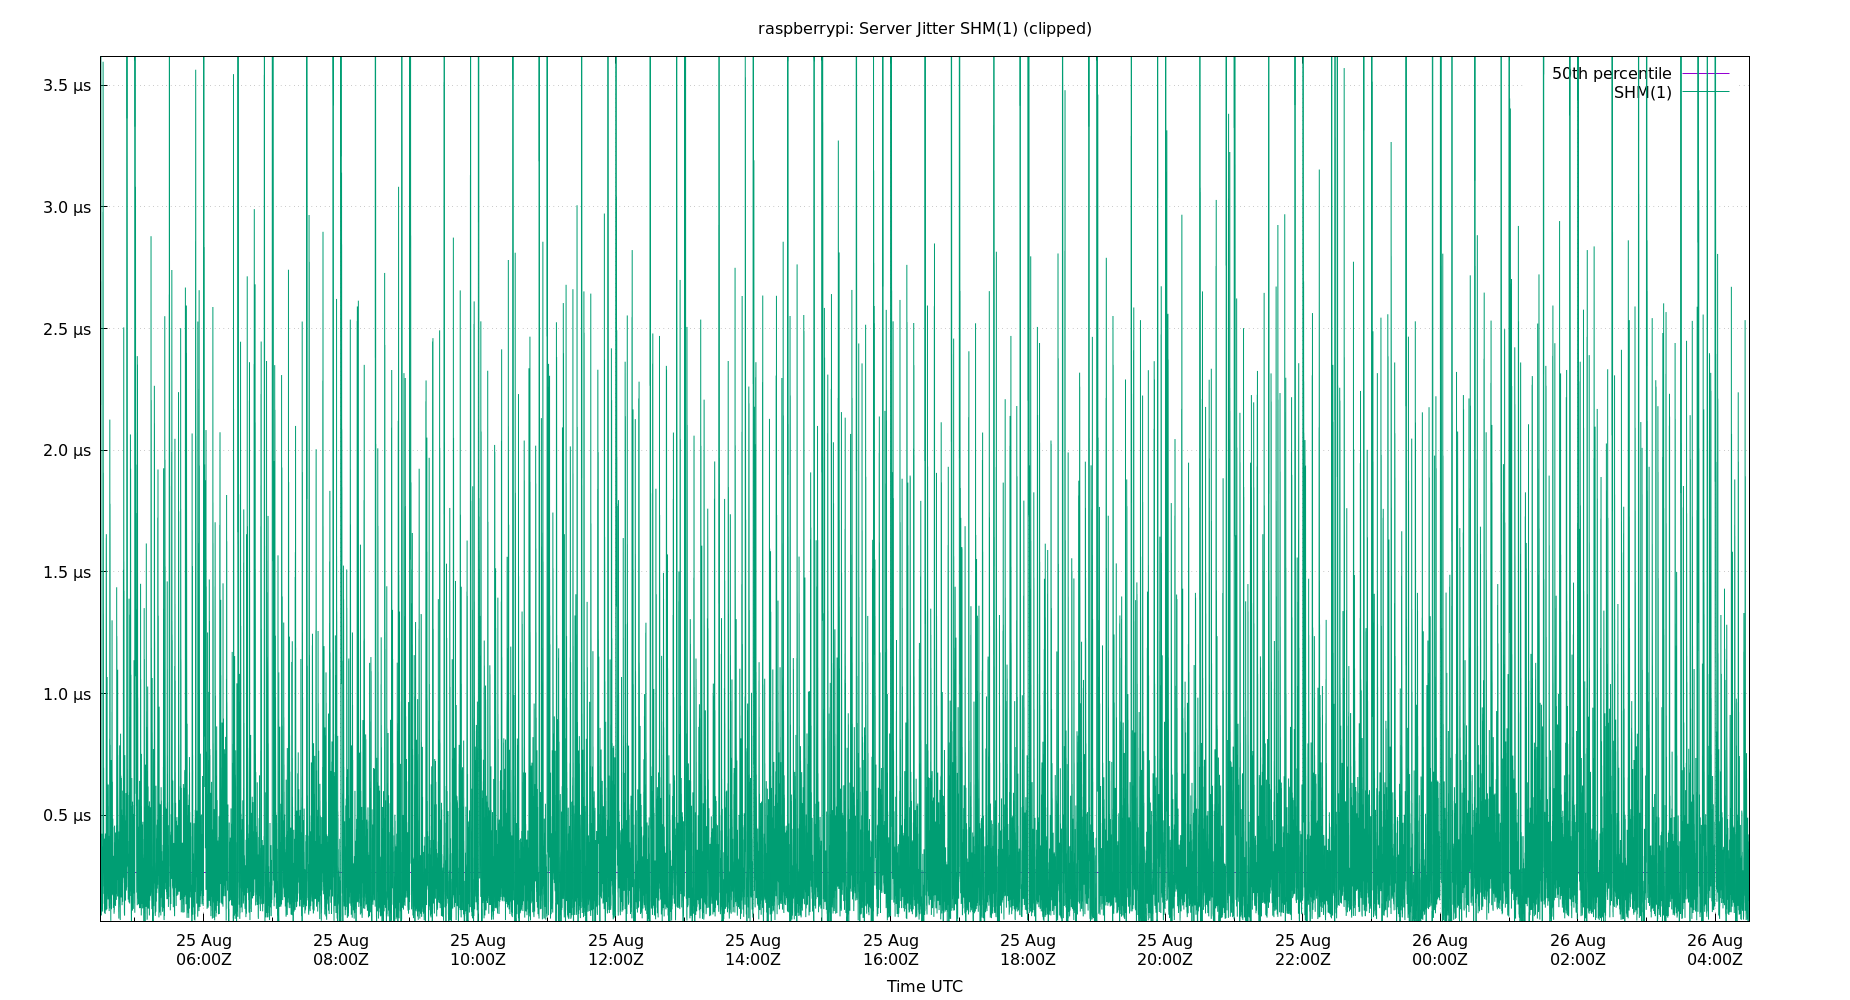 raspberrypi: Server Jitter SHM(1) (clipped)
50th percentile
SHM(1)
3.5 µs
3.0 µs
2.5 µs
2.0 µs
1.5 µs
1.0 µs
0.5 µs
25 Aug 25 Aug 25 Aug 25 Aug 25 Aug 25 Aug 25 Aug 25 Aug 25 Aug 26 Aug 26 Aug 26 Aug
06:00Z 08:00Z 10:00Z 12:00Z 14:00Z 16:00Z 18:00Z 20:00Z 22:00Z 00:00Z 02:00Z 04:00Z
Time UTC